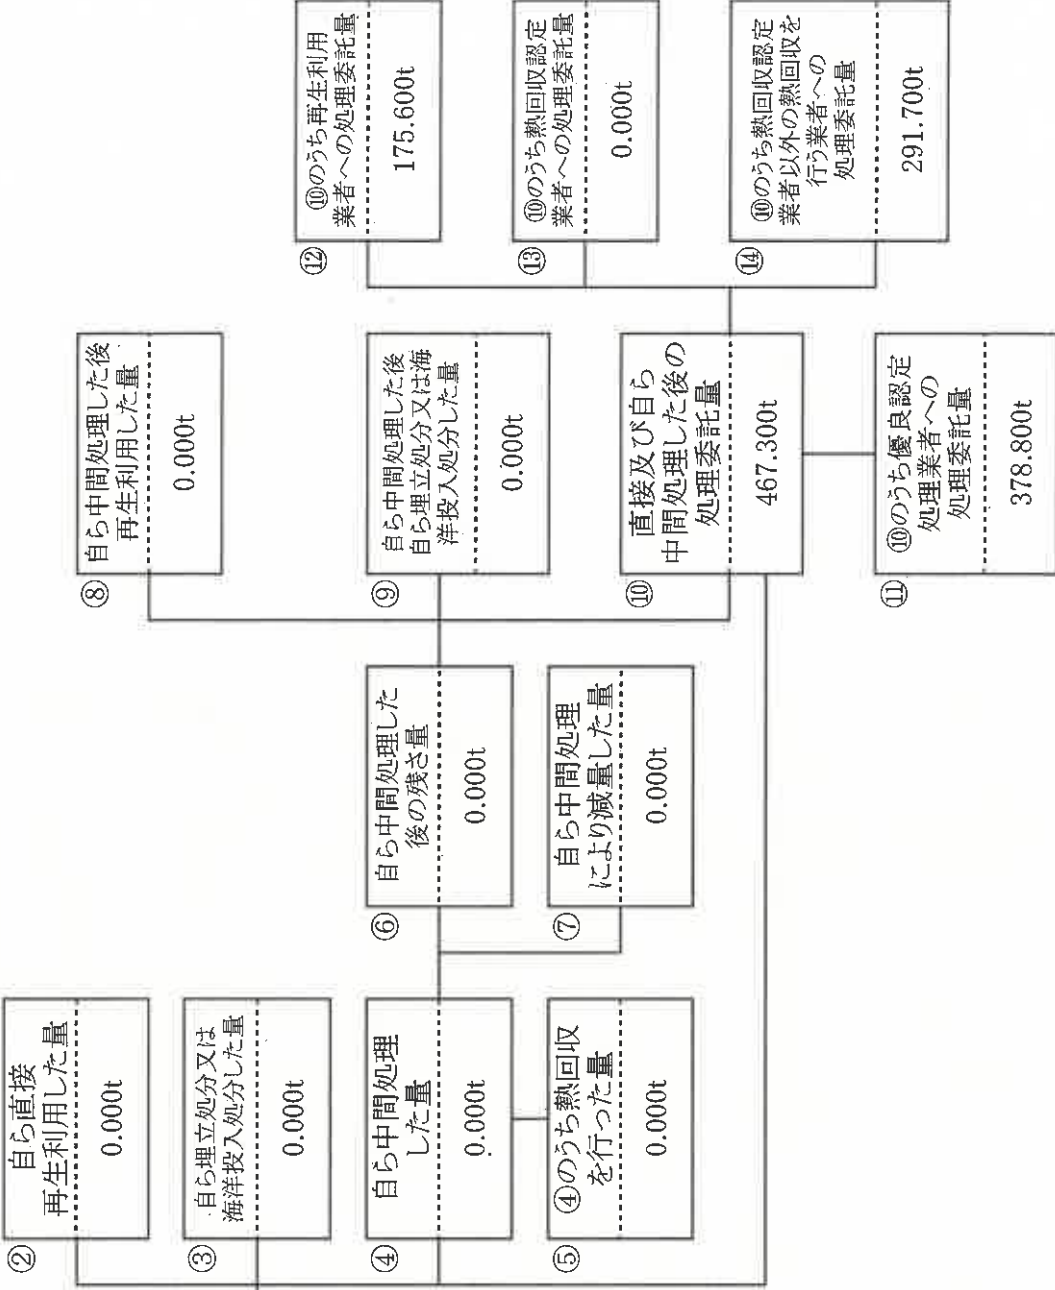 ②
自ら直接
再生利用した量
0.000t
③
自ら埋立処分又は
海洋投入処分した量
0.000t
④
自ら中間処理
した量
0.000t
⑤
④のうち熱回収
を行った量
0.000t
⑥
自ら中間処理した
後の残さ量
0.000t
⑦
自ら中間処理
により減量した量
0.000t
⑧
自ら中間処理した後
再生利用した量
0.000t
⑨
自ら中間処理した後
自ら埋立処分又は海
洋投入処分した量
0.000t
⑩
直接及び自ら
中間処理した後の
処理委託量
467.300t
⑪
⑩のうち優良認定
処理業者への
処理委託量
378.800t
⑫
⑩のうち再生利用
業者への処理委託量
175.600t
⑬
⑩のうち熱回収認定
業者への処理委託量
0.000t
⑭
⑩のうち熱回収認定
業者以外の熱回収を
行う業者への
処理委託量
291.700t